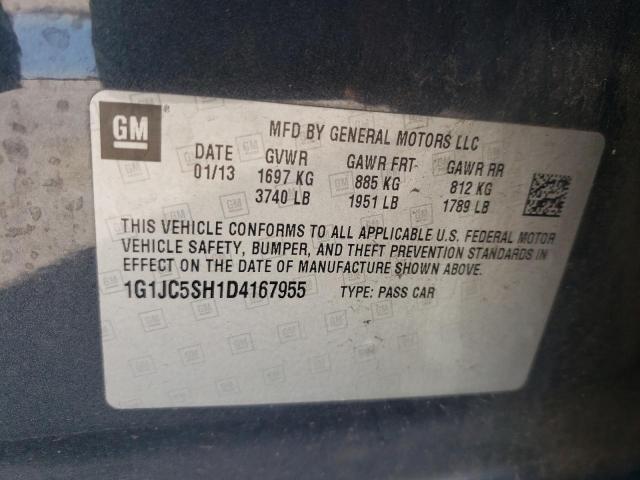 GM
MFD BY GENERAL MOTORS LLC
DATE GVWR GAWR FRT GAWR RR
01/13 1697 KG 885 KG 812 KG
3740 LB 1951 LB 1789 LB
THIS VEHICLE CONFORMS TO ALL APPLICABLE U.S. FEDERAL MOTOR
VEHICLE SAFETY, BUMPER, AND THEFT PREVENTION STANDARDS
IN EFFECT ON THE DATE OF MANUFACTURE SHOWN ABOVE.
1G1JC5SH1D4167955 TYPE: PASS CAR